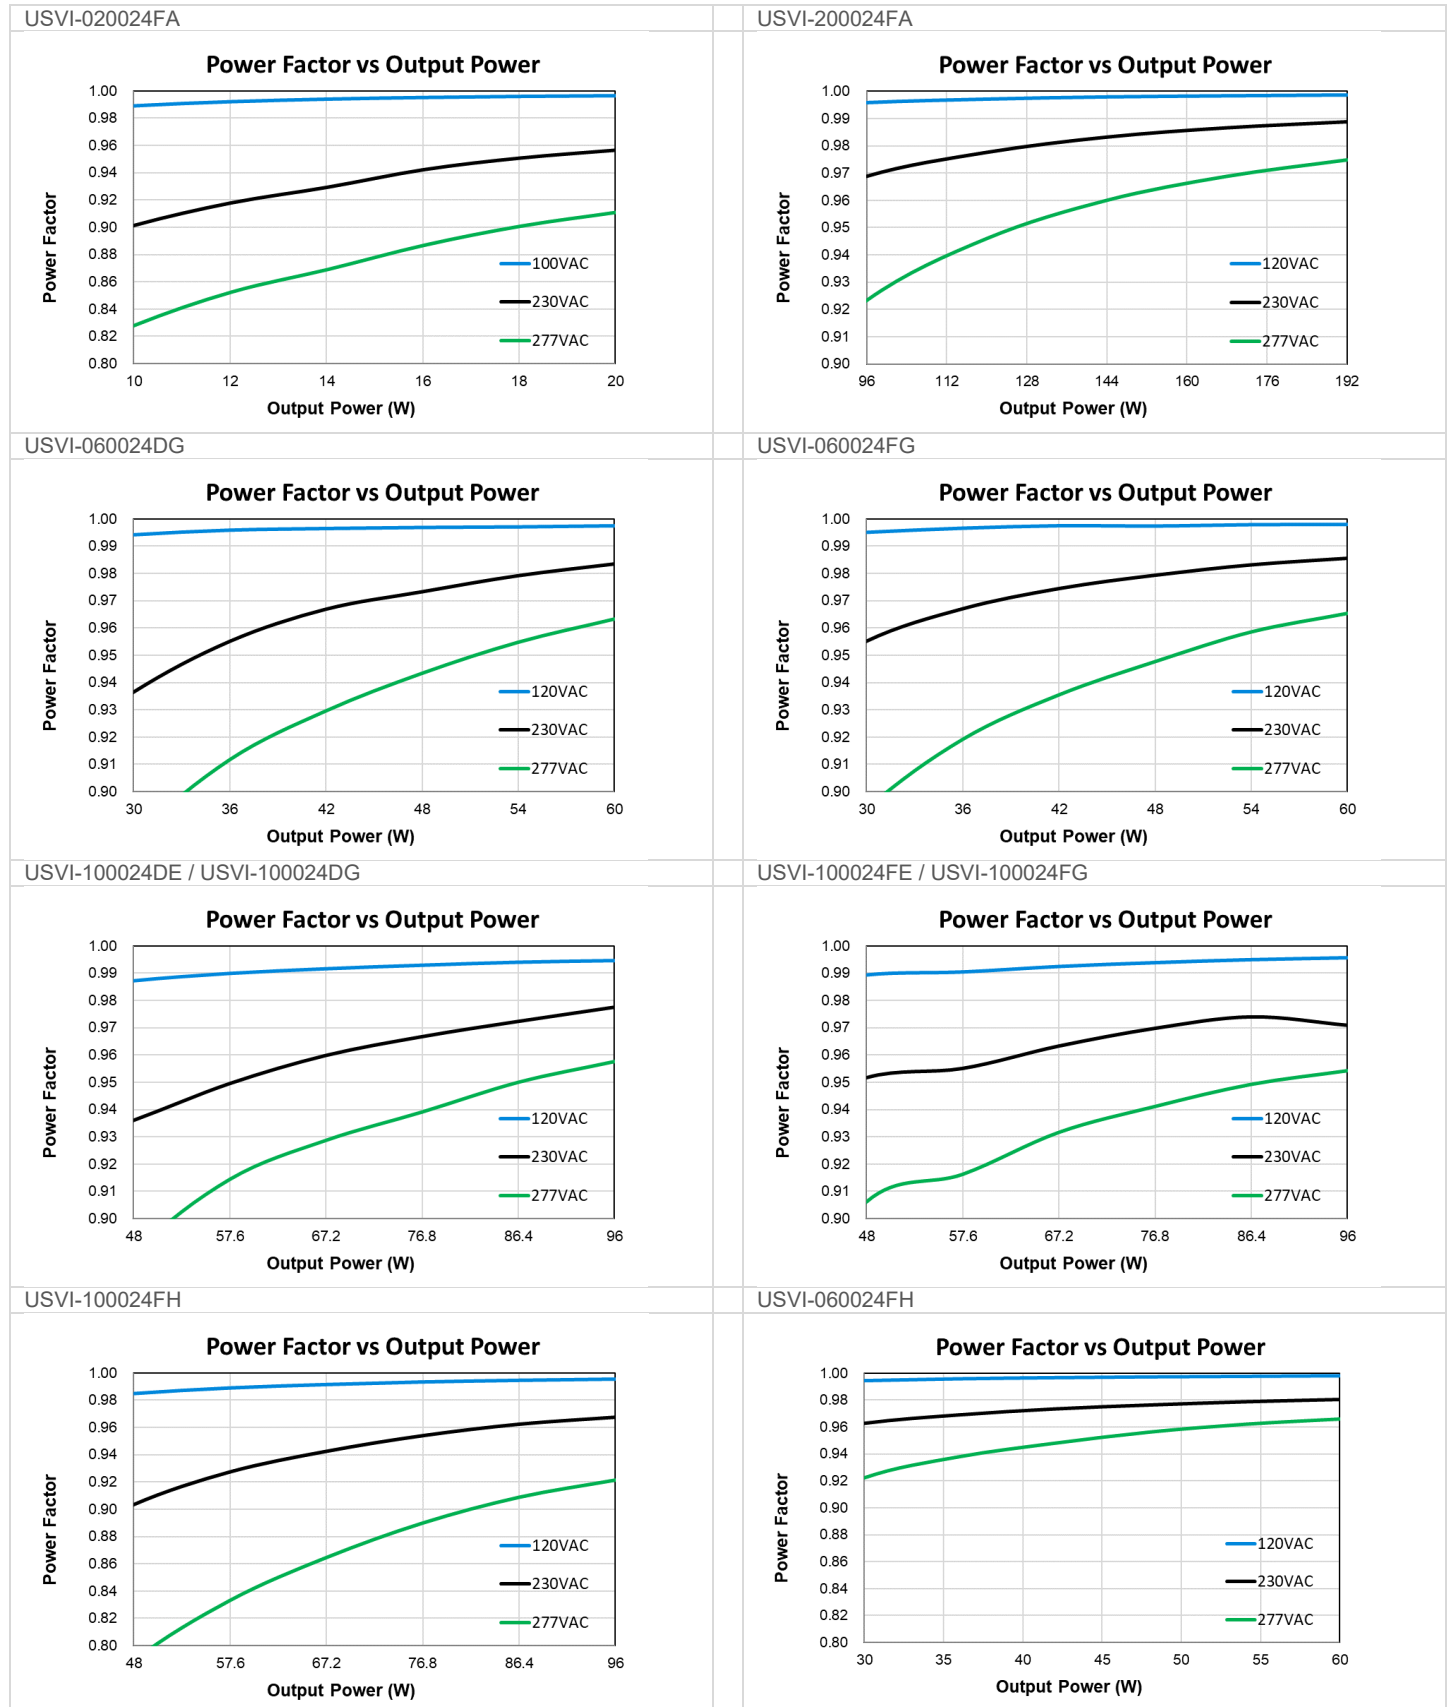 USVI-020024FA
Power Factor vs Output Power
Power Factor
1.00
0.98
0.96
0.94
0.92
0.90
0.88
0.86
0.84
0.82
0.80
100VAC
230VAC
277VAC
10 12 14 16 18 20
Output Power (W)
USVI-200024FA
Power Factor vs Output Power
Power Factor
1.00
0.99
0.98
0.97
0.96
0.95
0.94
0.93
0.92
0.91
0.90
120VAC
230VAC
277VAC
96 112 128 144 160 176 192
Output Power (W)
USVI-060024DG
Power Factor vs Output Power
Power Factor
1.00
0.99
0.98
0.97
0.96
0.95
0.94
0.93
0.92
0.91
0.90
120VAC
230VAC
277VAC
30 36 42 48 54 60
Output Power (W)
USVI-060024FG
Power Factor vs Output Power
Power Factor
1.00
0.99
0.98
0.97
0.96
0.95
0.94
0.93
0.92
0.91
0.90
120VAC
230VAC
277VAC
30 36 42 48 54 60
Output Power (W)
USVI-100024DE / USVI-100024DG
Power Factor vs Output Power
Power Factor
1.00
0.99
0.98
0.97
0.96
0.95
0.94
0.93
0.92
0.91
0.90
120VAC
230VAC
277VAC
48 57.6 67.2 76.8 86.4 96
Output Power (W)
USVI-100024FE / USVI-100024FG
Power Factor vs Output Power
Power Factor
1.00
0.99
0.98
0.97
0.96
0.95
0.94
0.93
0.92
0.91
0.90
120VAC
230VAC
277VAC
48 57.6 67.2 76.8 86.4 96
Output Power (W)
USVI-100024FH
Power Factor vs Output Power
Power Factor
1.00
0.98
0.96
0.94
0.92
0.90
0.88
0.86
0.84
0.82
0.80
120VAC
230VAC
277VAC
48 57.6 67.2 76.8 86.4 96
Output Power (W)
USVI-060024FH
Power Factor vs Output Power
Power Factor
1.00
0.98
0.96
0.94
0.92
0.90
0.88
0.86
0.84
0.82
0.80
120VAC
230VAC
277VAC
30 35 40 45 50 55 60
Output Power (W)